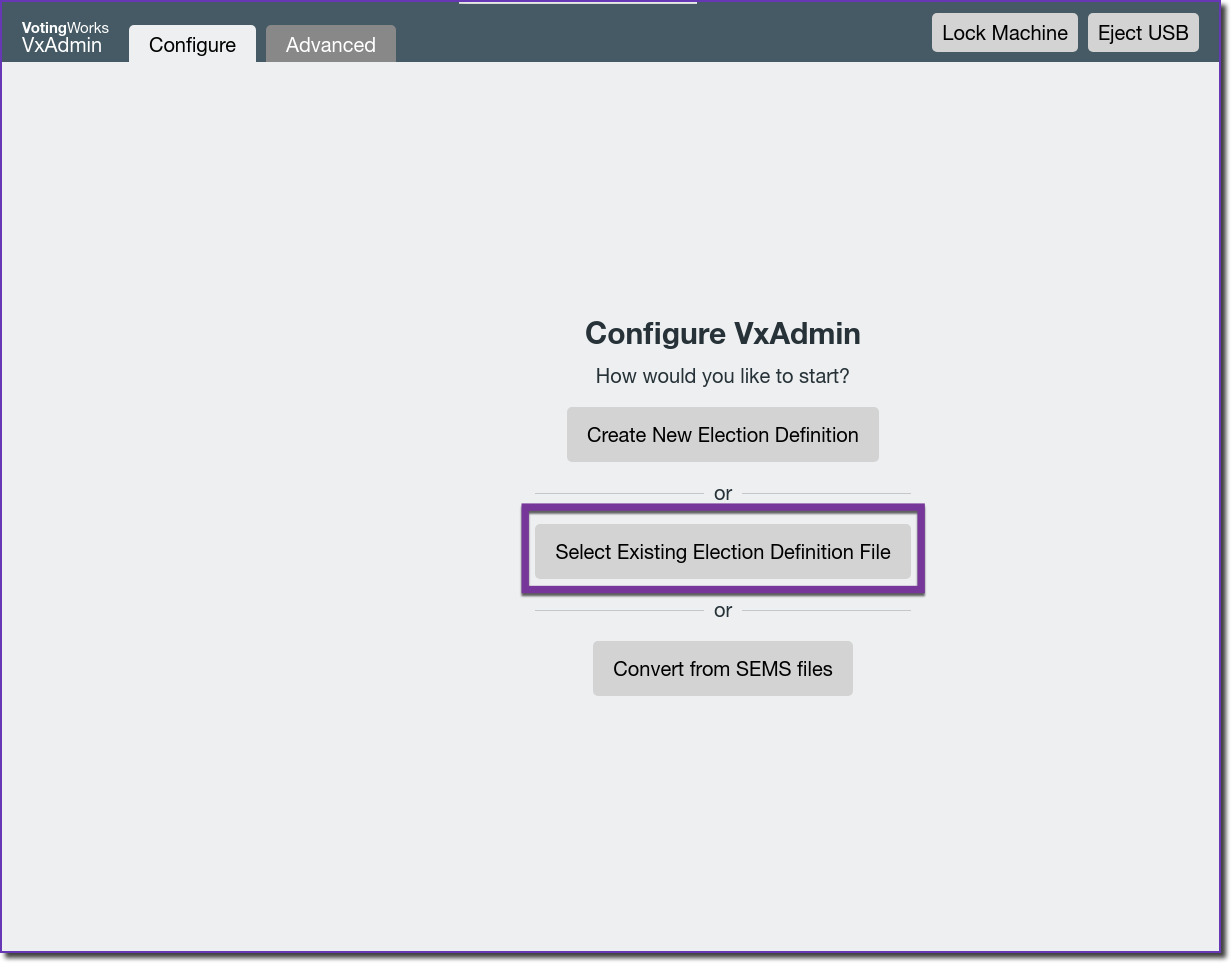 VotingWorks
VxAdmin
Configure
Advanced
Lock Machine
Eject USB
Configure VxAdmin
How would you like to start?
Create New Election Definition
or
Select Existing Election Definition File
or
Convert from SEMS files